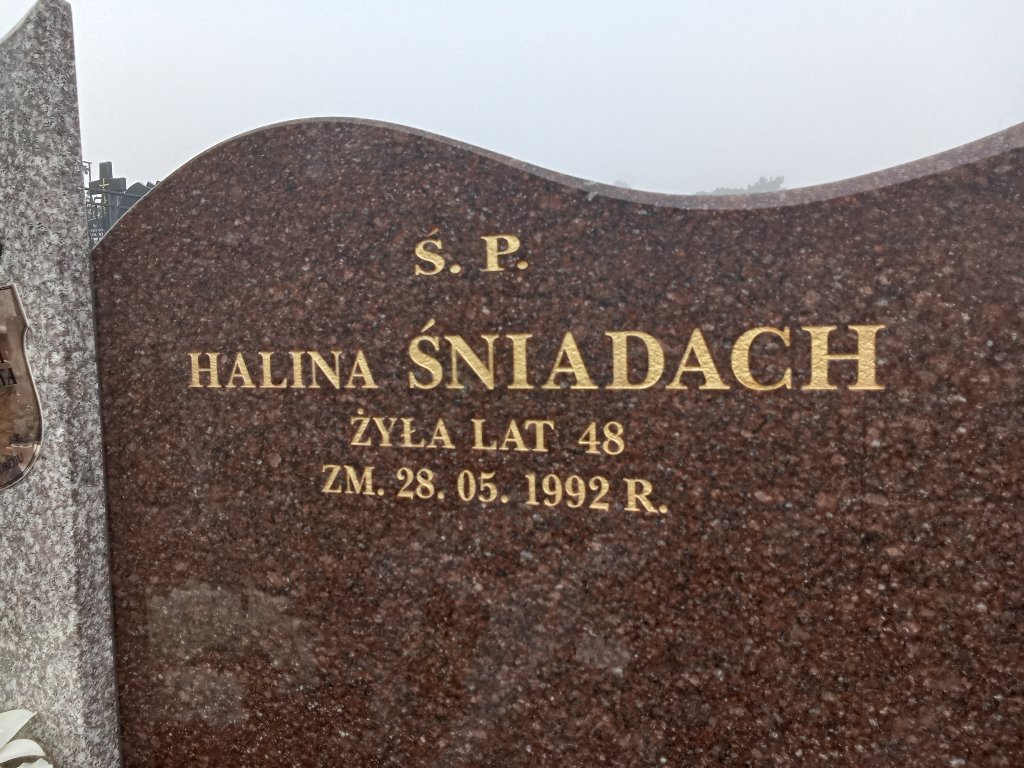 Ś. P.
HALINA ŚNIADACH
ŻYŁA LAT 48
ZM. 28. 05. 1992 R.